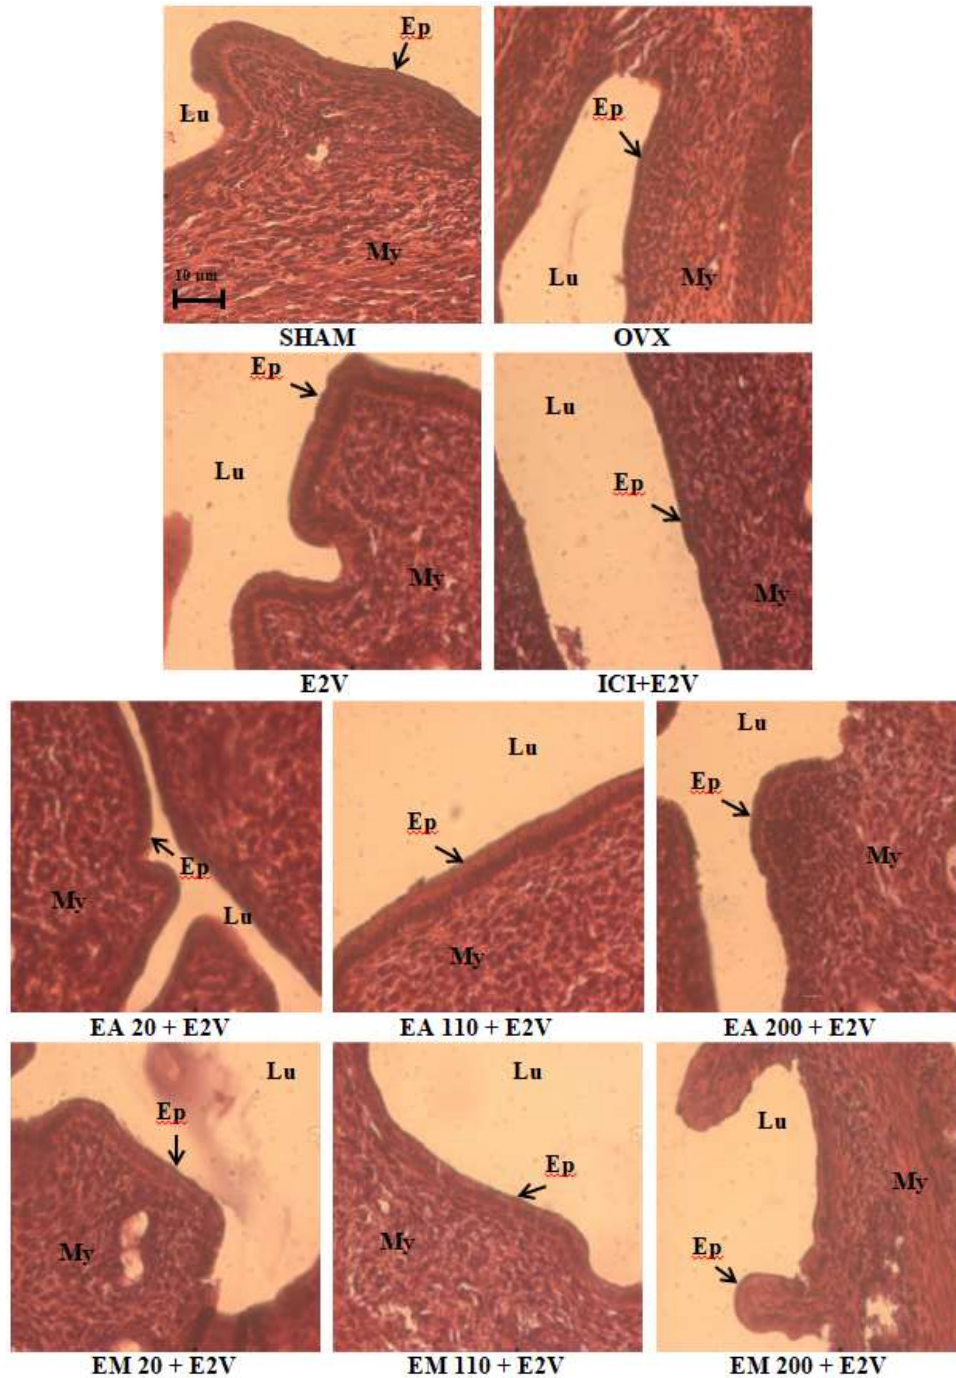 Ep
Lu
My
10 µm
SHAM
Ep
Lu
My
OVX
Ep
Lu
My
E2V
Lu
Ep
My
ICI+E2V
Ep
My
Lu
EA 20 + E2V
Lu
Ep
My
EA 110 + E2V
Lu
Ep
My
EA 200 + E2V
Lu
Ep
My
EM 20 + E2V
Lu
Ep
My
EM 110 + E2V
Lu
My
Ep
EM 200 + E2V